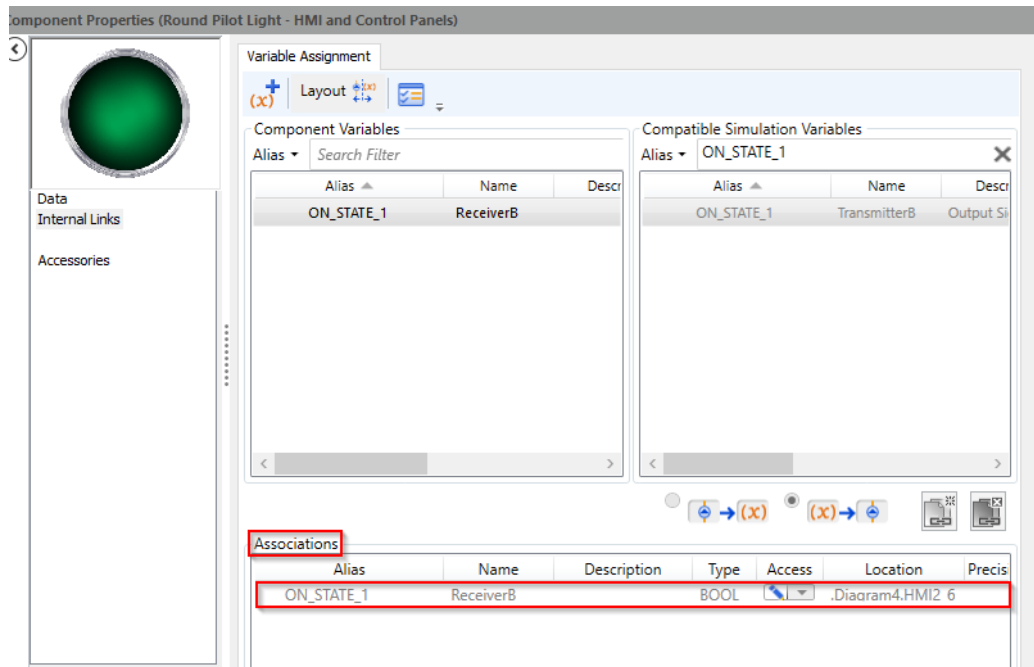 Component Properties (Round Pilot Light - HMI and Control Panels)
Variable Assignment
(x) Layout (x)
Component Variables
Alias Search Filter
Alias Name Descr
ON_STATE_1 ReceiverB
Compatible Simulation Variables
Alias ON_STATE_1
Alias Name Descr
ON_STATE_1 TransmitterB Output Si
Data
Internal Links
Accessories
(x) (x)
Associations
Alias Name Description Type Access Location Precis
ON_STATE_1 ReceiverB BOOL .Diagram4.HMI2 6